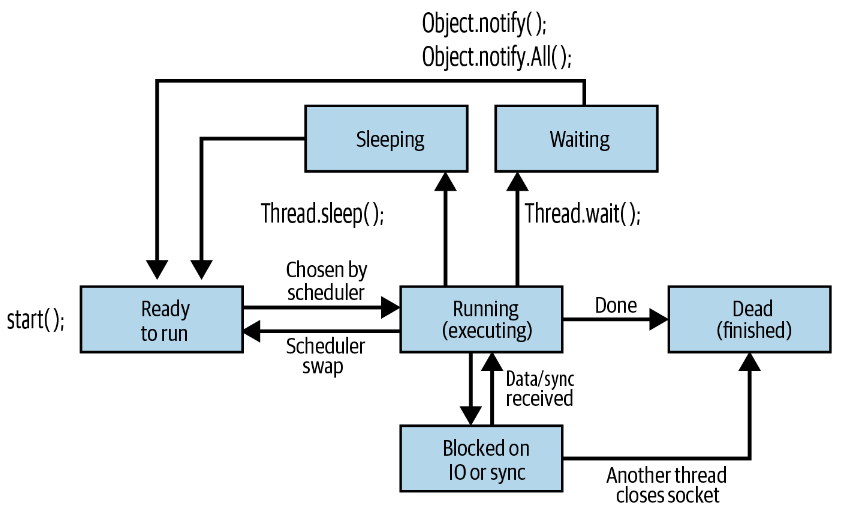 Object.notify();
Object.notify.All();
Sleeping
Waiting
Thread.sleep();
Thread.wait();
start();
Ready
to run
Chosen by
scheduler
Scheduler
swap
Running
(executing)
Done
Dead
(finished)
Data/sync
received
Blocked on
IO or sync
Another thread
closes socket